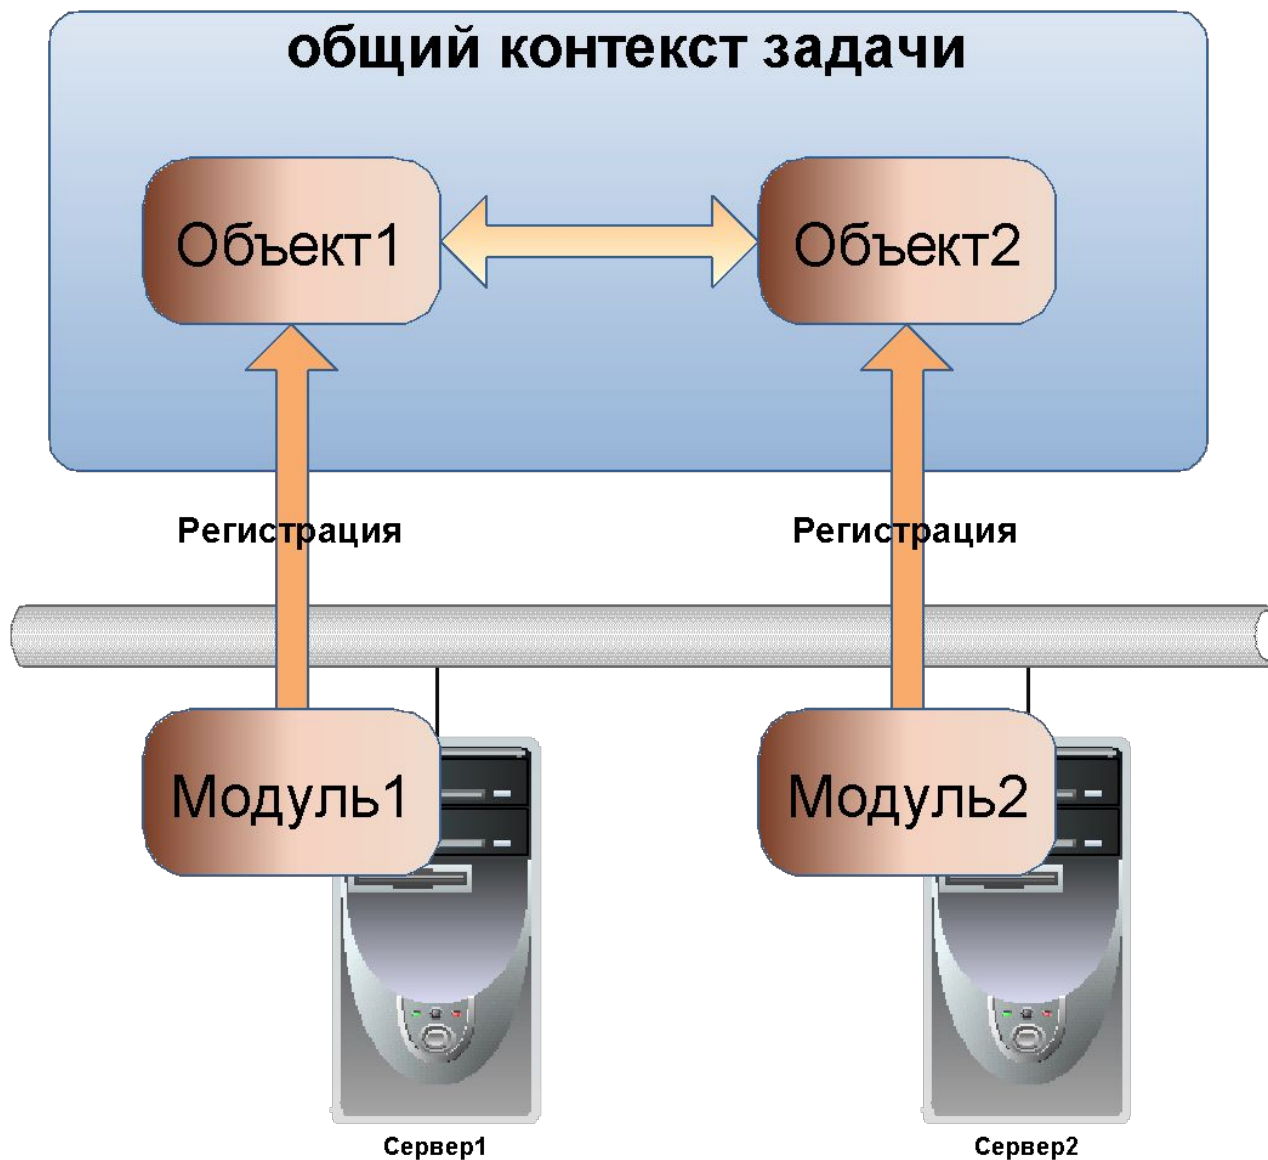 общий контекст задачи
Объект1
Объект2
Регистрация
Регистрация
Модуль1
Модуль2
Сервер1
Сервер2